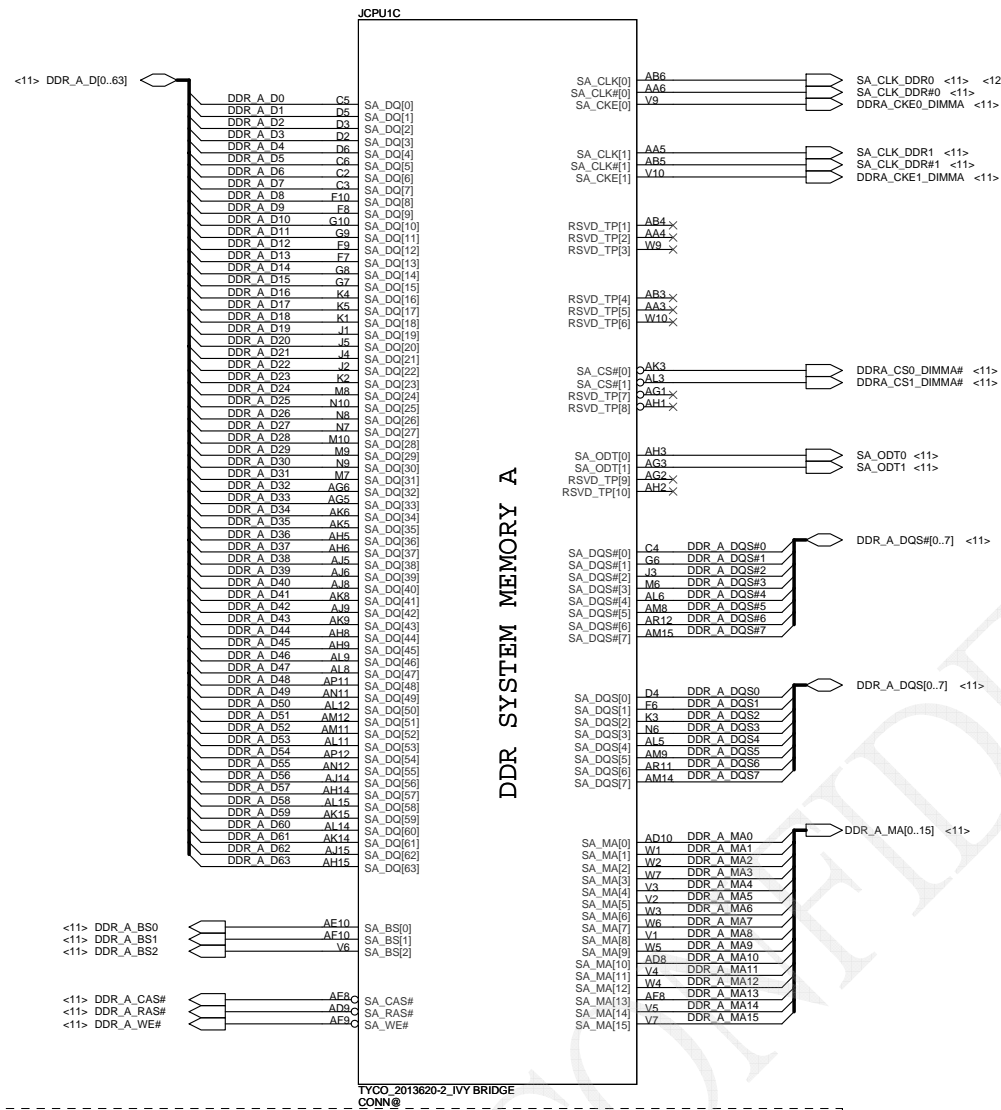 JCPU1C
<11> DDR_A_D[0..63]
DDR_A_D0 C5 SA_DQ[0]
DDR_A_D1 D5 SA_DQ[1]
DDR_A_D2 D3 SA_DQ[2]
DDR_A_D3 D2 SA_DQ[3]
DDR_A_D4 D6 SA_DQ[4]
DDR_A_D5 C6 SA_DQ[5]
DDR_A_D6 C2 SA_DQ[6]
DDR_A_D7 C3 SA_DQ[7]
DDR_A_D8 F10 SA_DQ[8]
DDR_A_D9 F8 SA_DQ[9]
DDR_A_D10 G10 SA_DQ[10]
DDR_A_D11 G9 SA_DQ[11]
DDR_A_D12 F9 SA_DQ[12]
DDR_A_D13 F7 SA_DQ[13]
DDR_A_D14 G8 SA_DQ[14]
DDR_A_D15 G7 SA_DQ[15]
DDR_A_D16 K4 SA_DQ[16]
DDR_A_D17 K5 SA_DQ[17]
DDR_A_D18 K1 SA_DQ[18]
DDR_A_D19 J1 SA_DQ[19]
DDR_A_D20 J5 SA_DQ[20]
DDR_A_D21 J4 SA_DQ[21]
DDR_A_D22 J2 SA_DQ[22]
DDR_A_D23 K2 SA_DQ[23]
DDR_A_D24 M8 SA_DQ[24]
DDR_A_D25 N10 SA_DQ[25]
DDR_A_D26 N8 SA_DQ[26]
DDR_A_D27 N7 SA_DQ[27]
DDR_A_D28 M10 SA_DQ[28]
DDR_A_D29 M9 SA_DQ[29]
DDR_A_D30 N9 SA_DQ[30]
DDR_A_D31 M7 SA_DQ[31]
DDR_A_D32 AG6 SA_DQ[32]
DDR_A_D33 AG5 SA_DQ[33]
DDR_A_D34 AK6 SA_DQ[34]
DDR_A_D35 AK5 SA_DQ[35]
DDR_A_D36 AH5 SA_DQ[36]
DDR_A_D37 AH6 SA_DQ[37]
DDR_A_D38 AJ5 SA_DQ[38]
DDR_A_D39 AJ6 SA_DQ[39]
DDR_A_D40 AJ8 SA_DQ[40]
DDR_A_D41 AK8 SA_DQ[41]
DDR_A_D42 AJ9 SA_DQ[42]
DDR_A_D43 AK9 SA_DQ[43]
DDR_A_D44 AH8 SA_DQ[44]
DDR_A_D45 AH9 SA_DQ[45]
DDR_A_D46 AL9 SA_DQ[46]
DDR_A_D47 AL8 SA_DQ[47]
DDR_A_D48 AP11 SA_DQ[48]
DDR_A_D49 AN11 SA_DQ[49]
DDR_A_D50 AL12 SA_DQ[50]
DDR_A_D51 AM12 SA_DQ[51]
DDR_A_D52 AM11 SA_DQ[52]
DDR_A_D53 AL11 SA_DQ[53]
DDR_A_D54 AP12 SA_DQ[54]
DDR_A_D55 AN12 SA_DQ[55]
DDR_A_D56 AJ14 SA_DQ[56]
DDR_A_D57 AH14 SA_DQ[57]
DDR_A_D58 AL15 SA_DQ[58]
DDR_A_D59 AK15 SA_DQ[59]
DDR_A_D60 AL14 SA_DQ[60]
DDR_A_D61 AK14 SA_DQ[61]
DDR_A_D62 AJ15 SA_DQ[62]
DDR_A_D63 AH15 SA_DQ[63]
<11> DDR_A_BS0 AE10 SA_BS[0]
<11> DDR_A_BS1 AF10 SA_BS[1]
<11> DDR_A_BS2 V6 SA_BS[2]
<11> DDR_A_CAS# AE8 SA_CAS#
<11> DDR_A_RAS# AD9 SA_RAS#
<11> DDR_A_WE# AF9 SA_WE#
DDR SYSTEM MEMORY A
SA_CLK[0] AB6 SA_CLK_DDR0 <11> <12
SA_CLK#[0] AA6 SA_CLK_DDR#0 <11>
SA_CKE[0] V9 DDRA_CKE0_DIMMA <11>
SA_CLK[1] AA5 SA_CLK_DDR1 <11>
SA_CLK#[1] AB5 SA_CLK_DDR#1 <11>
SA_CKE[1] V10 DDRA_CKE1_DIMMA <11>
RSVD_TP[1] AB4
RSVD_TP[2] AA4
RSVD_TP[3] W9
RSVD_TP[4] AB3
RSVD_TP[5] AA3
RSVD_TP[6] W10
SA_CS#[0] AK3 DDRA_CS0_DIMMA# <11>
SA_CS#[1] AL3 DDRA_CS1_DIMMA# <11>
RSVD_TP[7] AG1
RSVD_TP[8] AH1
SA_ODT[0] AH3 SA_ODT0 <11>
SA_ODT[1] AG3 SA_ODT1 <11>
RSVD_TP[9] AG2
RSVD_TP[10] AH2
DDR_A_DQS#[0..7] <11>
SA_DQS#[0] C4 DDR_A_DQS#0
SA_DQS#[1] G6 DDR_A_DQS#1
SA_DQS#[2] J3 DDR_A_DQS#2
SA_DQS#[3] M6 DDR_A_DQS#3
SA_DQS#[4] AL6 DDR_A_DQS#4
SA_DQS#[5] AM8 DDR_A_DQS#5
SA_DQS#[6] AR12 DDR_A_DQS#6
SA_DQS#[7] AM15 DDR_A_DQS#7
DDR_A_DQS[0..7] <11>
SA_DQS[0] D4 DDR_A_DQS0
SA_DQS[1] F6 DDR_A_DQS1
SA_DQS[2] K3 DDR_A_DQS2
SA_DQS[3] N6 DDR_A_DQS3
SA_DQS[4] AL5 DDR_A_DQS4
SA_DQS[5] AM9 DDR_A_DQS5
SA_DQS[6] AR11 DDR_A_DQS6
SA_DQS[7] AM14 DDR_A_DQS7
DDR_A_MA[0..15] <11>
SA_MA[0] AD10 DDR_A_MA0
SA_MA[1] W1 DDR_A_MA1
SA_MA[2] W2 DDR_A_MA2
SA_MA[3] W7 DDR_A_MA3
SA_MA[4] V3 DDR_A_MA4
SA_MA[5] V2 DDR_A_MA5
SA_MA[6] W3 DDR_A_MA6
SA_MA[7] W6 DDR_A_MA7
SA_MA[8] V1 DDR_A_MA8
SA_MA[9] W5 DDR_A_MA9
SA_MA[10] AD8 DDR_A_MA10
SA_MA[11] V4 DDR_A_MA11
SA_MA[12] W4 DDR_A_MA12
SA_MA[13] AF8 DDR_A_MA13
SA_MA[14] V5 DDR_A_MA14
SA_MA[15] V7 DDR_A_MA15
TYCO_2013620-2_IVY BRIDGE
CONN@
CONFID